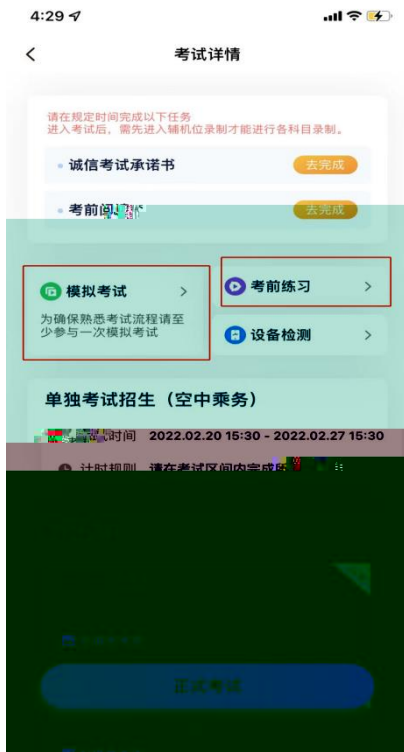 4:29
考试详情
请在规定时间完成以下任务
进入考试后，需先进入辅机位录制才能进行各科目录制。
诚信考试承诺书
去完成
考前问
去完成
模拟考试
考前练习
为确保熟悉考试流程请至
少参与一次模拟考试
设备检测
单独考试招生（空中乘务）
时间 2022.02.20 15:30 - 2022.02.27 15:30
计时规则 请在考试区间内完成
正式考试